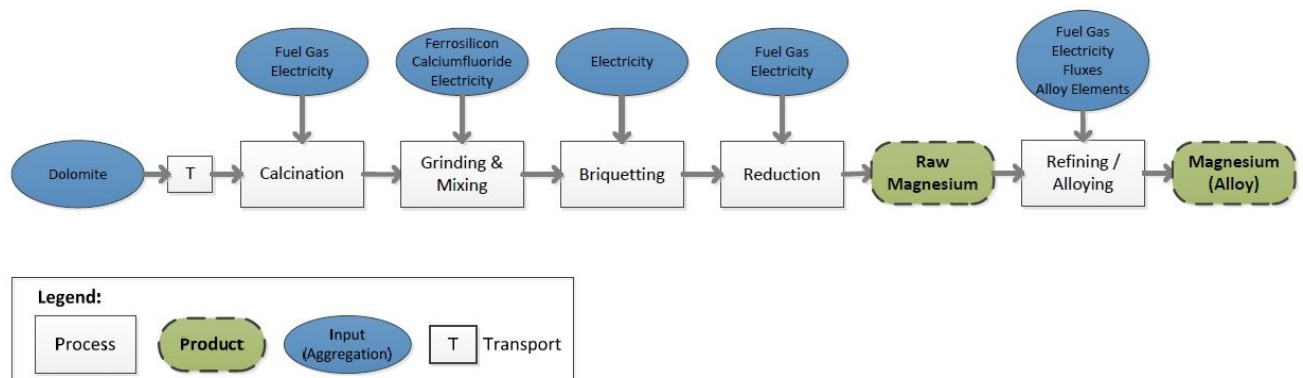 Fuel Gas
Electricity
Ferrosilicon
Calciumfluoride
Electricity
Electricity
Fuel Gas
Electricity
Fuel Gas
Electricity
Fluxes
Alloy Elements
Dolomite
T
Calcination
Grinding &
Mixing
Briquetting
Reduction
Raw
Magnesium
Refining /
Alloying
Magnesium
(Alloy)
Legend:
Process
Product
Input
(Aggregation)
T
Transport